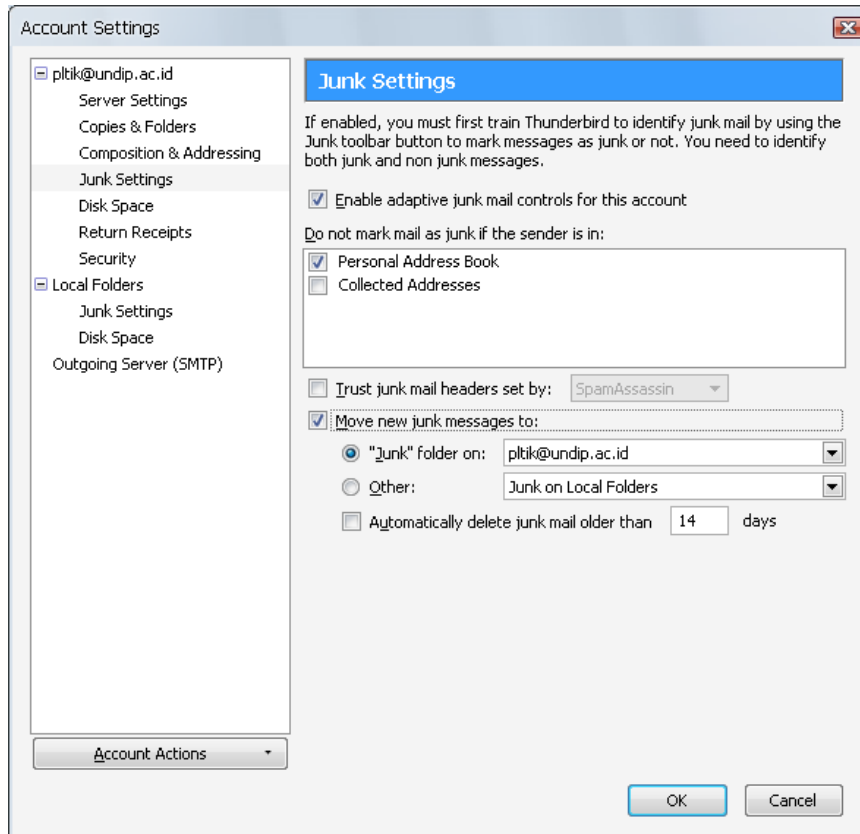 Account Settings
pltik@undip.ac.id
Server Settings
Copies & Folders
Composition & Addressing
Junk Settings
Disk Space
Return Receipts
Security
Local Folders
Junk Settings
Disk Space
Outgoing Server (SMTP)
Account Actions
Junk Settings
If enabled, you must first train Thunderbird to identify junk mail by using the
Junk toolbar button to mark messages as junk or not. You need to identify
both junk and non junk messages.
Enable adaptive junk mail controls for this account
Do not mark mail as junk if the sender is in:
Personal Address Book
Collected Addresses
Trust junk mail headers set by: SpamAssassin
Move new junk messages to:
"Junk" folder on: pltik@undip.ac.id
Other: Junk on Local Folders
Automatically delete junk mail older than 14 days
OK Cancel